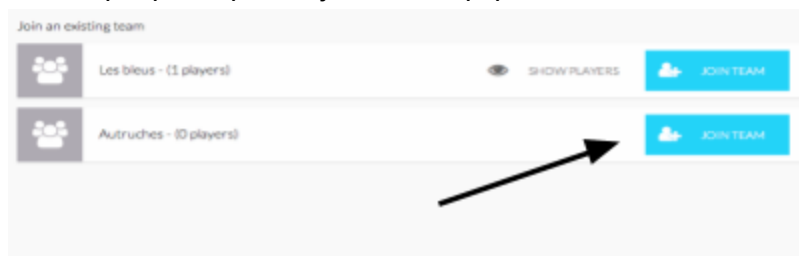 Join an existing team
Les bleus - (1 players) SHOW PLAYERS JOIN TEAM
Autruches - (0 players) JOIN TEAM